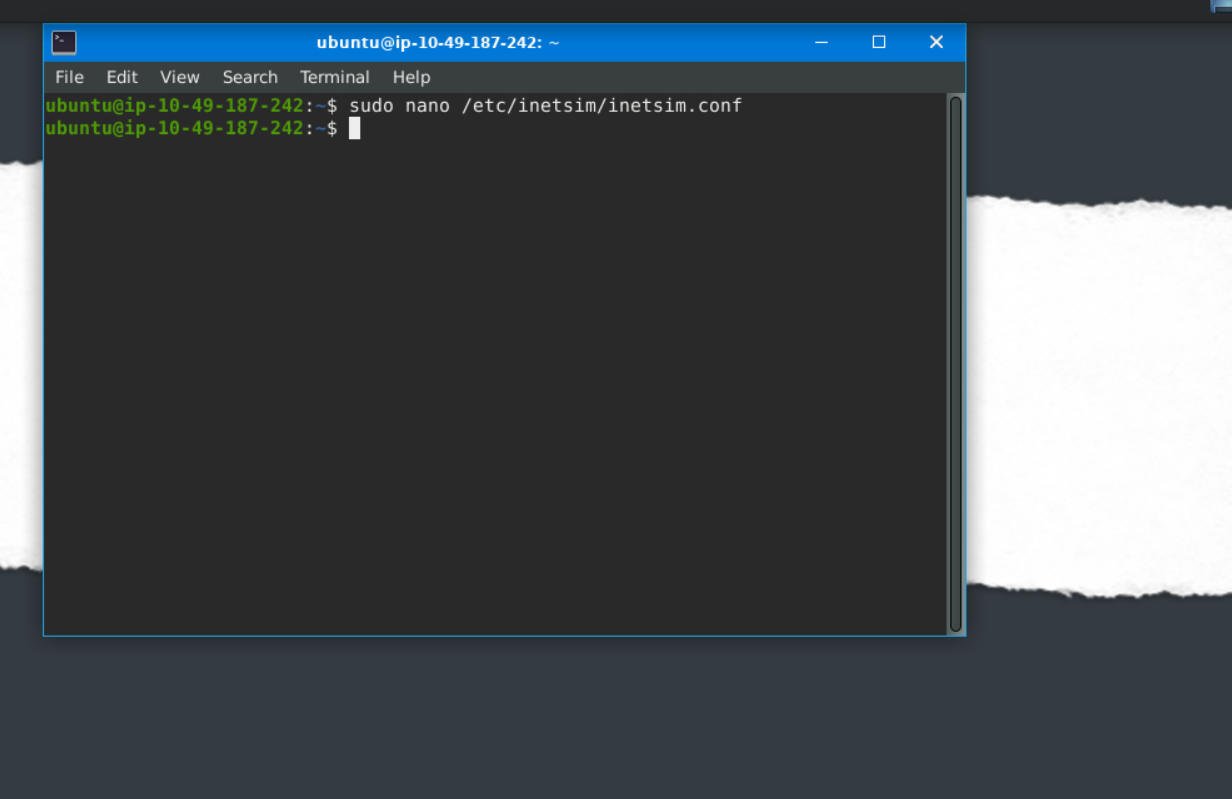 ubuntu@ip-10-49-187-242: ~
File Edit View Search Terminal Help
ubuntu@ip-10-49-187-242:~$ sudo nano /etc/inetsim/inetsim.conf
ubuntu@ip-10-49-187-242:~$